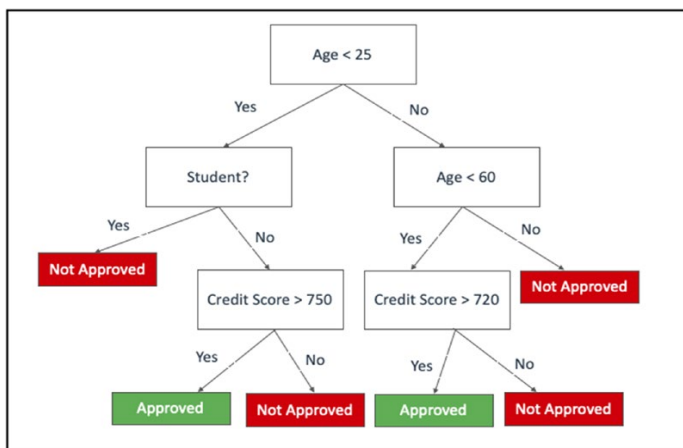 Age < 25
Yes
No
Student?
Age < 60
Yes
No
Yes
No
Not Approved
Credit Score > 750
Credit Score > 720
Not Approved
Yes
No
Yes
No
Approved
Not Approved
Approved
Not Approved